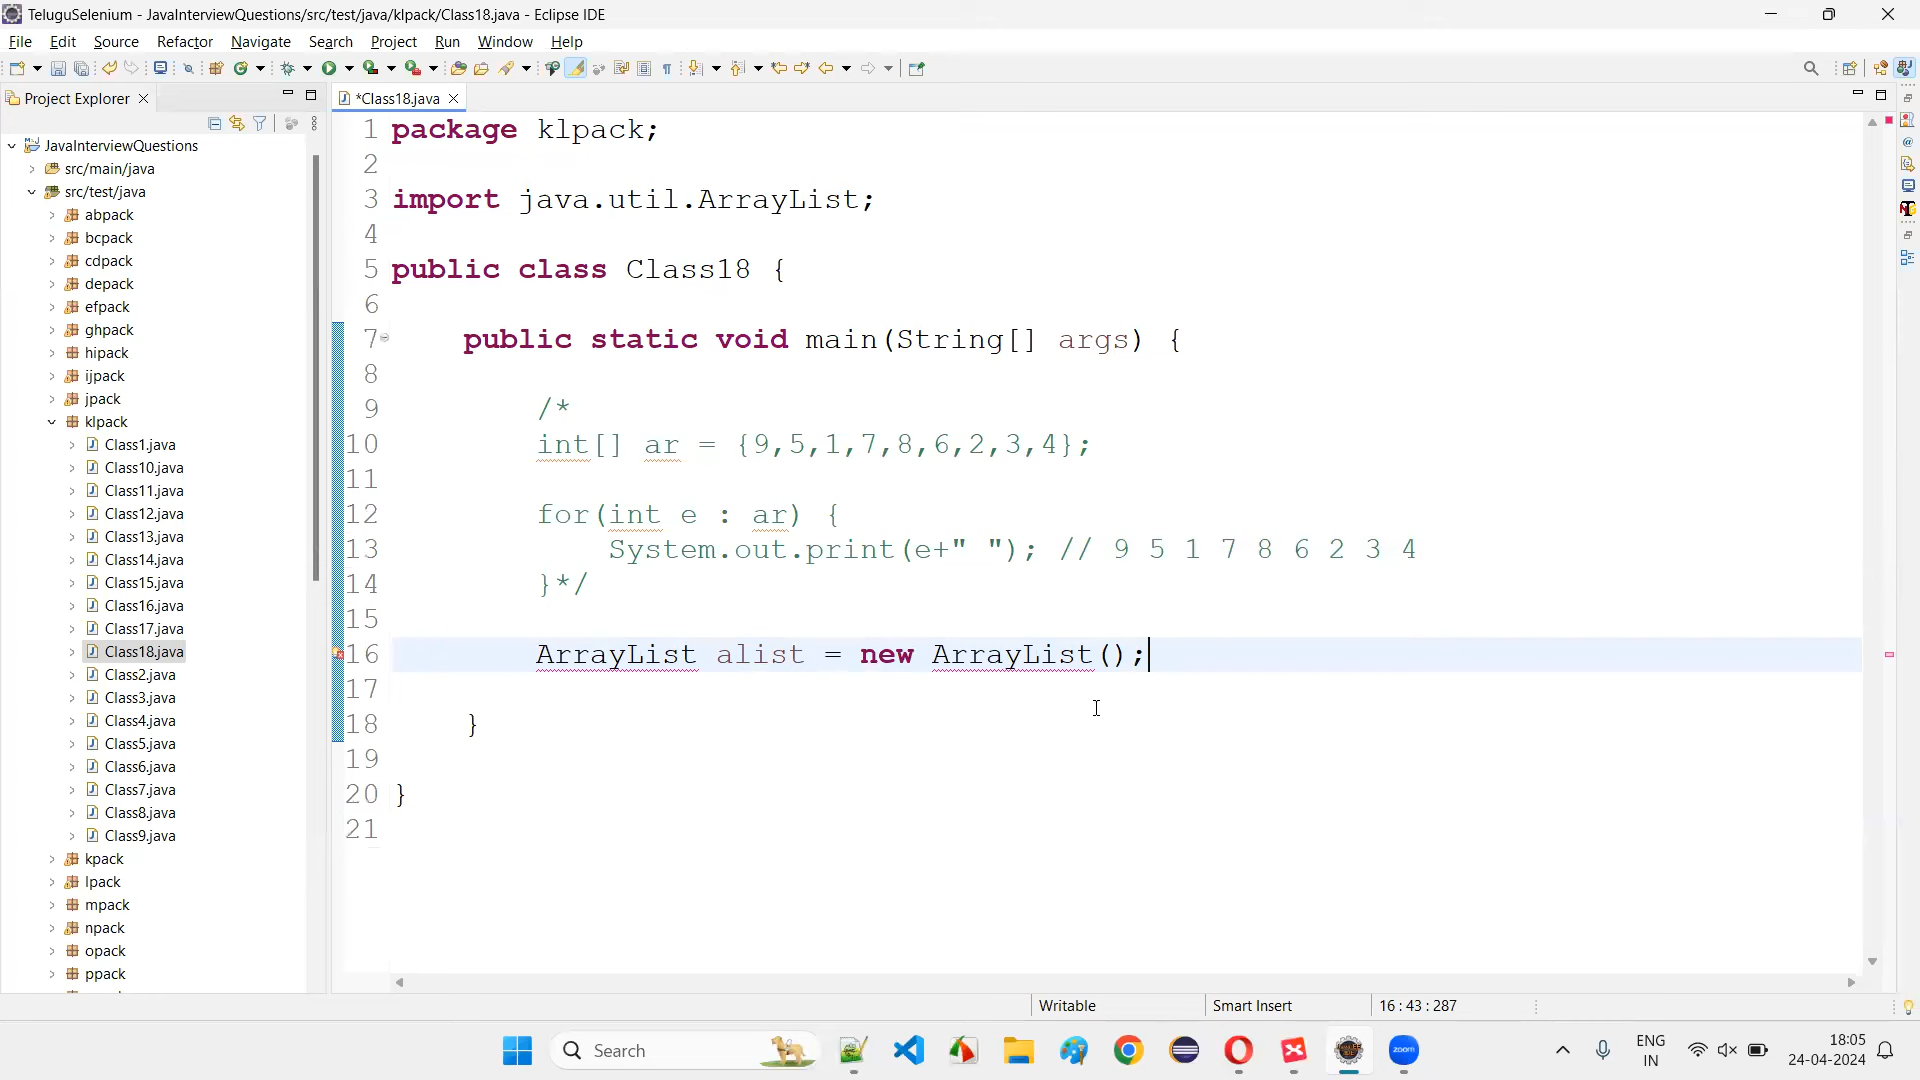 TeluguSelenium - JavaInterviewQuestions/src/test/java/klpack/Class18.java - Eclipse IDE
File Edit Source Refactor Navigate Search Project Run Window Help
Project Explorer
*Class18.java
JavaInterviewQuestions
src/main/java
src/test/java
abpack
bcpack
cdpack
depack
efpack
ghpack
hipack
ijpack
jpack
klpack
Class1.java
Class10.java
Class11.java
Class12.java
Class13.java
Class14.java
Class15.java
Class16.java
Class17.java
Class18.java
Class2.java
Class3.java
Class4.java
Class5.java
Class6.java
Class7.java
Class8.java
Class9.java
kpack
lpack
mpack
npack
opack
ppack
1 package klpack;
2
3 import java.util.ArrayList;
4
5 public class Class18 {
6
7 public static void main(String[] args) {
8
9 /*
10 int[] ar = {9,5,1,7,8,6,2,3,4};
11
12 for(int e : ar) {
13 System.out.print(e+" "); // 9 5 1 7 8 6 2 3 4
14 }*/
15
16 ArrayList alist = new ArrayList();
17
18 }
19
20 }
21
Writable Smart Insert 16 : 43 : 287
Search
zoom
ENG
IN
18:05
24-04-2024